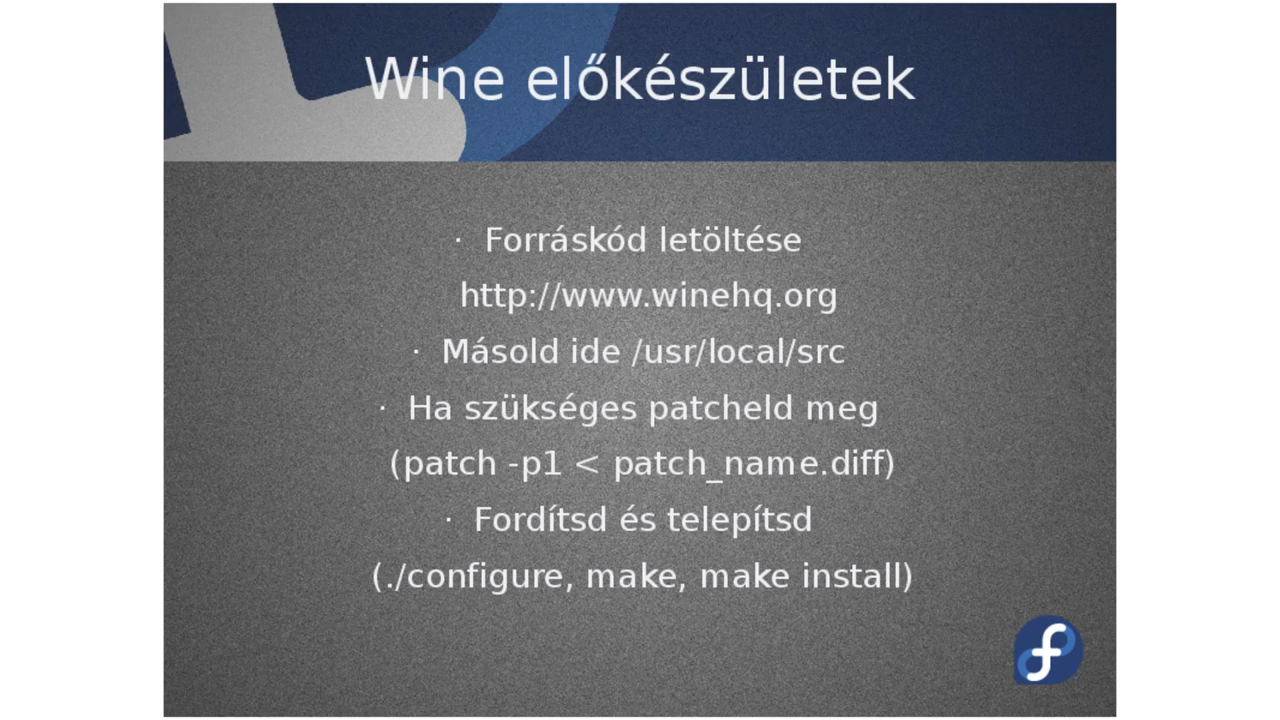 Wine előkészületek
· Forráskód letöltése
http://www.winehq.org
· Másold ide /usr/local/src
· Ha szükséges patcheld meg
(patch -p1 < patch_name.diff)
· Fordítsd és telepítsd
(./configure, make, make install)